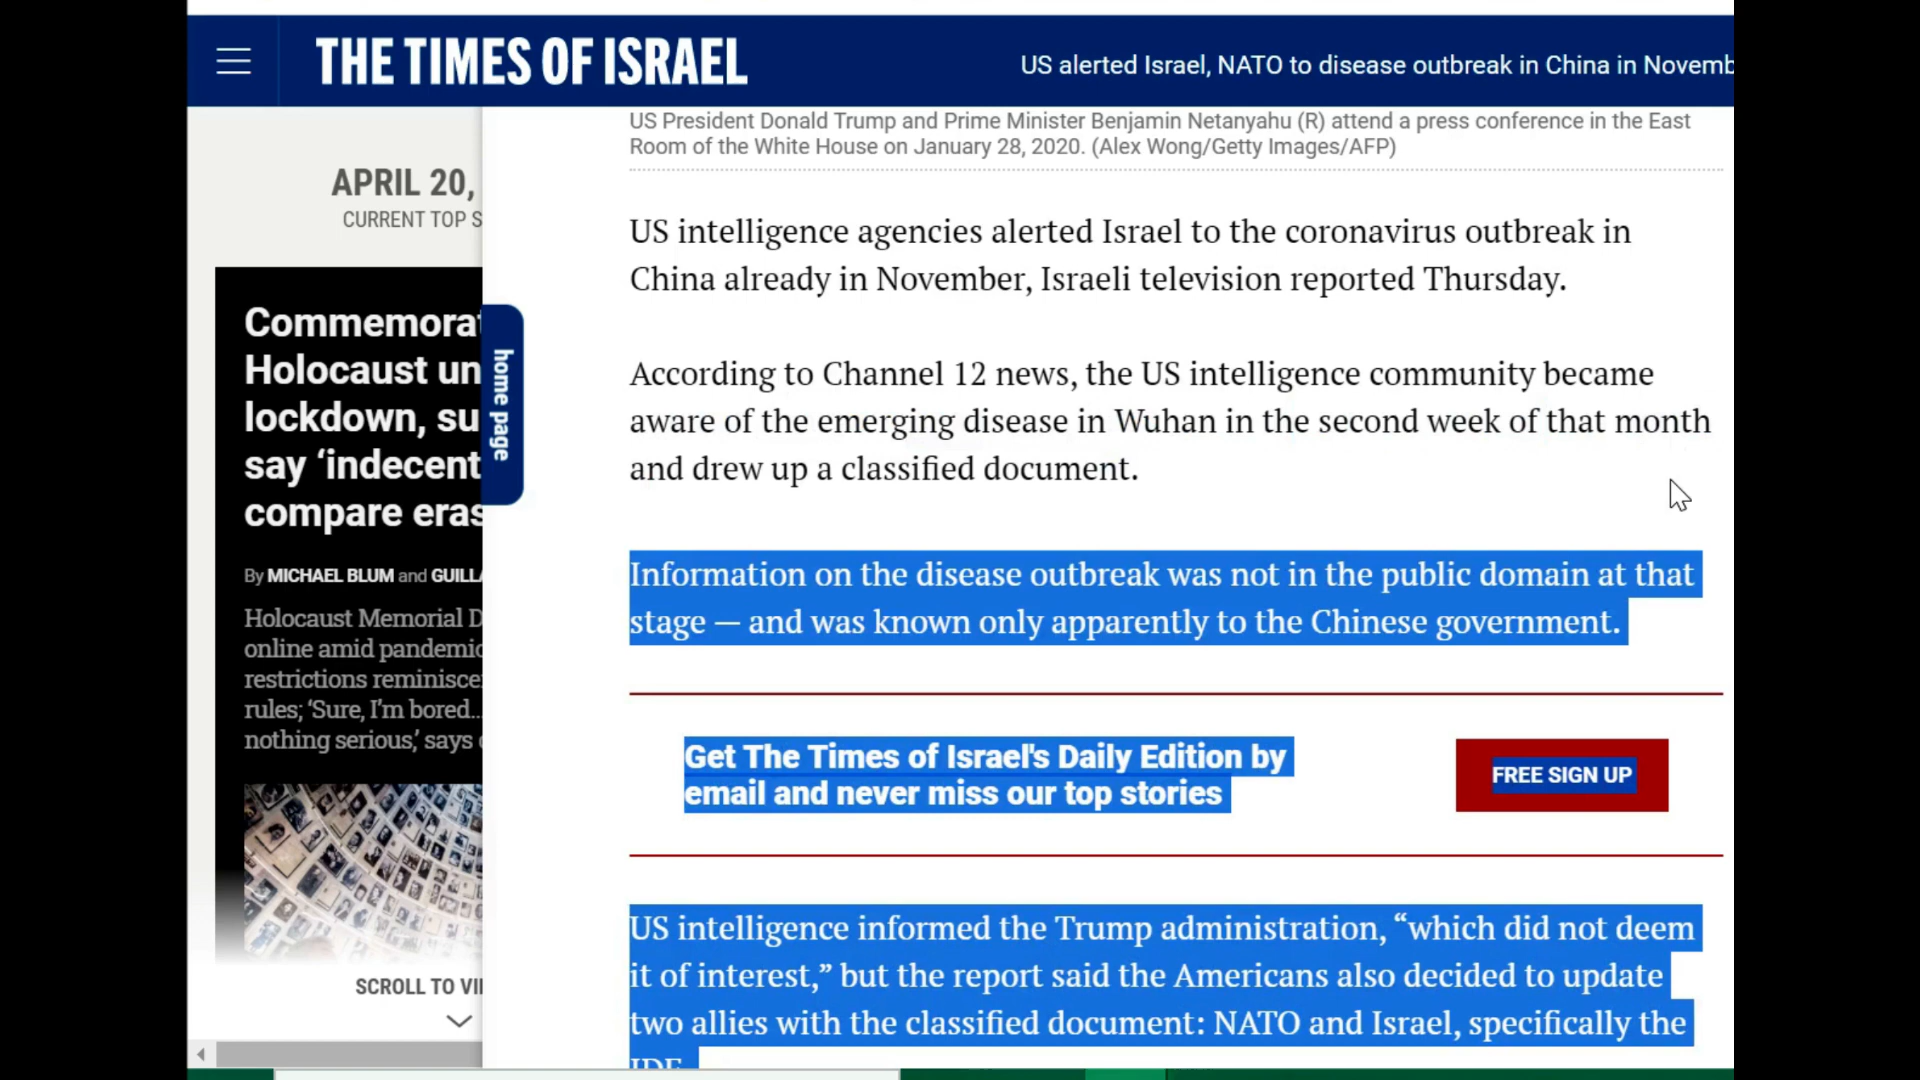 THE TIMES OF ISRAEL
US alerted Israel, NATO to disease outbreak in China in Novemb
US President Donald Trump and Prime Minister Benjamin Netanyahu (R) attend a press conference in the East
Room of the White House on January 28, 2020. (Alex Wong/Getty Images/AFP)
APRIL 20,
CURRENT TOP S
Commemorat
Holocaust un
lockdown, su
say ‘indecent
compare eras
By MICHAEL BLUM and GUILLA
Holocaust Memorial D
online amid pandemic
restrictions reminisce
rules; ‘Sure, I’m bored...
nothing serious,’ says
SCROLL TO VI
home page
US intelligence agencies alerted Israel to the coronavirus outbreak in
China already in November, Israeli television reported Thursday.
According to Channel 12 news, the US intelligence community became
aware of the emerging disease in Wuhan in the second week of that month
and drew up a classified document.
Information on the disease outbreak was not in the public domain at that
stage — and was known only apparently to the Chinese government.
Get The Times of Israel's Daily Edition by
email and never miss our top stories
FREE SIGN UP
US intelligence informed the Trump administration, “which did not deem
it of interest,” but the report said the Americans also decided to update
two allies with the classified document: NATO and Israel, specifically the
IDF.